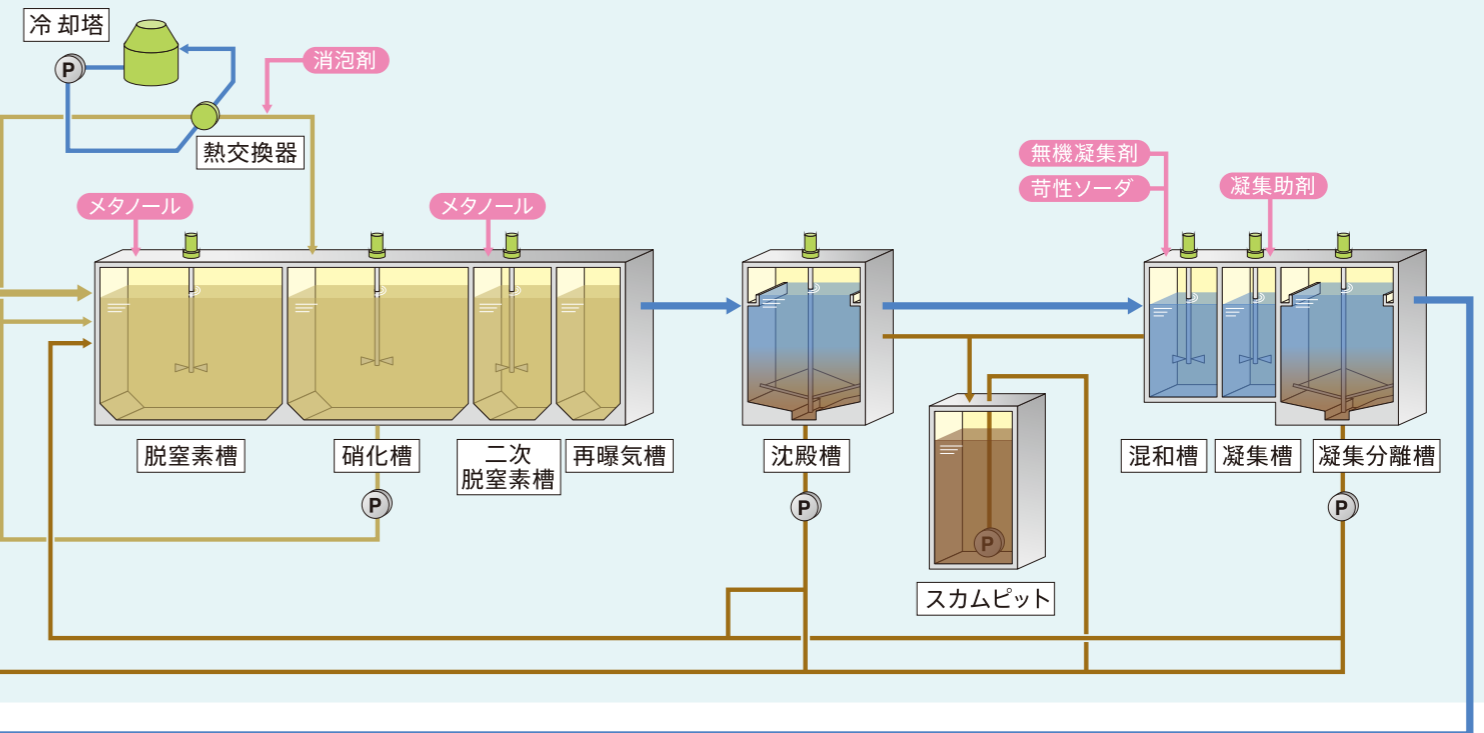 冷却塔
P
消泡剤
熱交換器
無機凝集剤
苛性ソーダ
凝集助剤
メタノール
メタノール
脱窒素槽
硝化槽
二次
脱窒素槽
再曝気槽
沈殿槽
混和槽
凝集槽
凝集分離槽
P
P
P
P
スカムピット